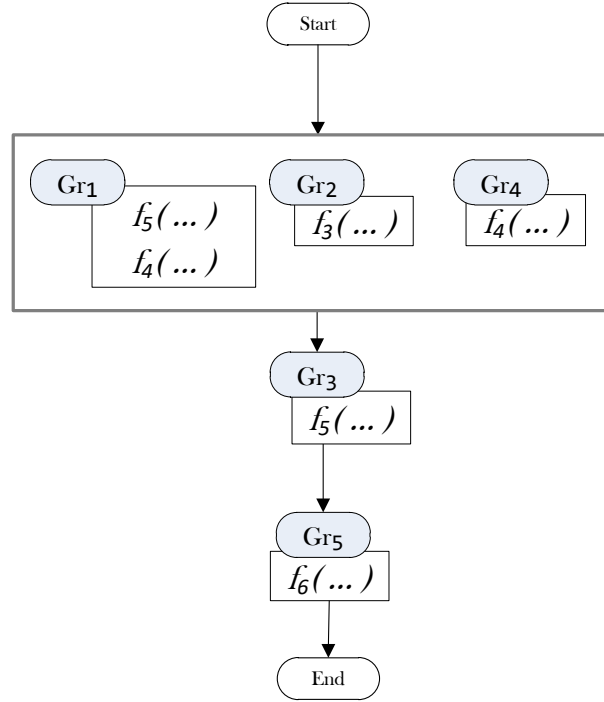 Start
Gr1
f5(...)
f4(...)
Gr2
f3(...)
Gr4
f4(...)
Gr3
f5(...)
Gr5
f6(...)
End